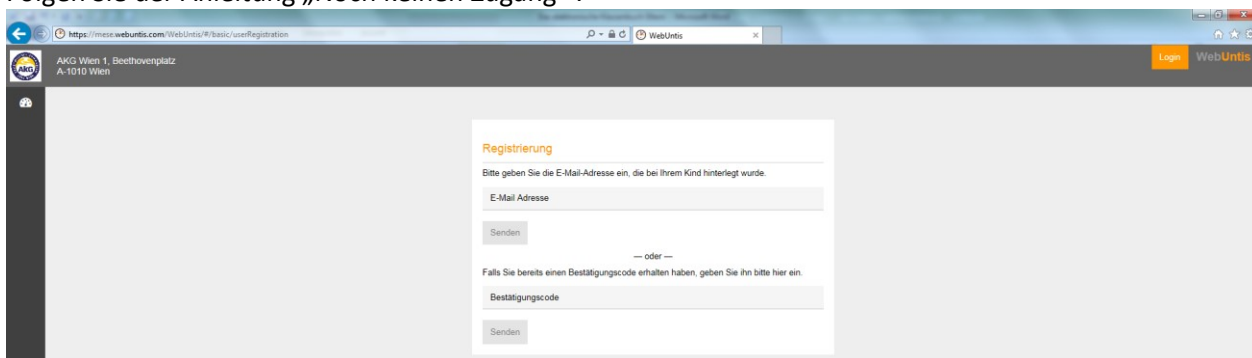 Folgen Sie der Anleitung „Noch keinen Zugang“.
https://mese.webuntis.com/WebUntis/#/basic/userRegistration
WebUntis
AKG Wien 1, Beethovenplatz
A-1010 Wien
Login
WebUntis
AKG
Registrierung
Bitte geben Sie die E-Mail-Adresse ein, die bei Ihrem Kind hinterlegt wurde.
E-Mail Adresse
Senden
— oder —
Falls Sie bereits einen Bestätigungscode erhalten haben, geben Sie ihn bitte hier ein.
Bestätigungscode
Senden